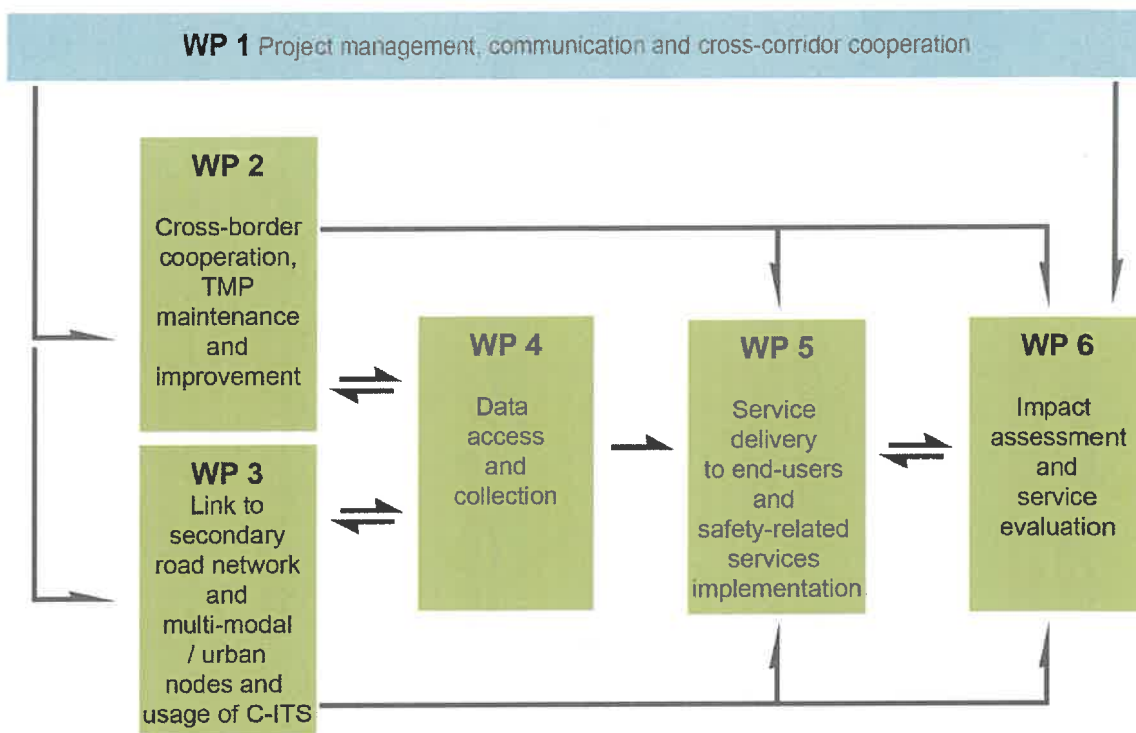 WP 1 Project management, communication and cross-corridor cooperation
WP 2
Cross-border
cooperation,
TMP
maintenance
and
improvement
WP 3
Link to
secondary
road network
and
multi-modal
/ urban
nodes and
usage of C-ITS
WP 4
Data
access
and
collection
WP 5
Service
delivery
to end-users
and
safety-related
services
implementation
WP 6
Impact
assessment
and
service
evaluation